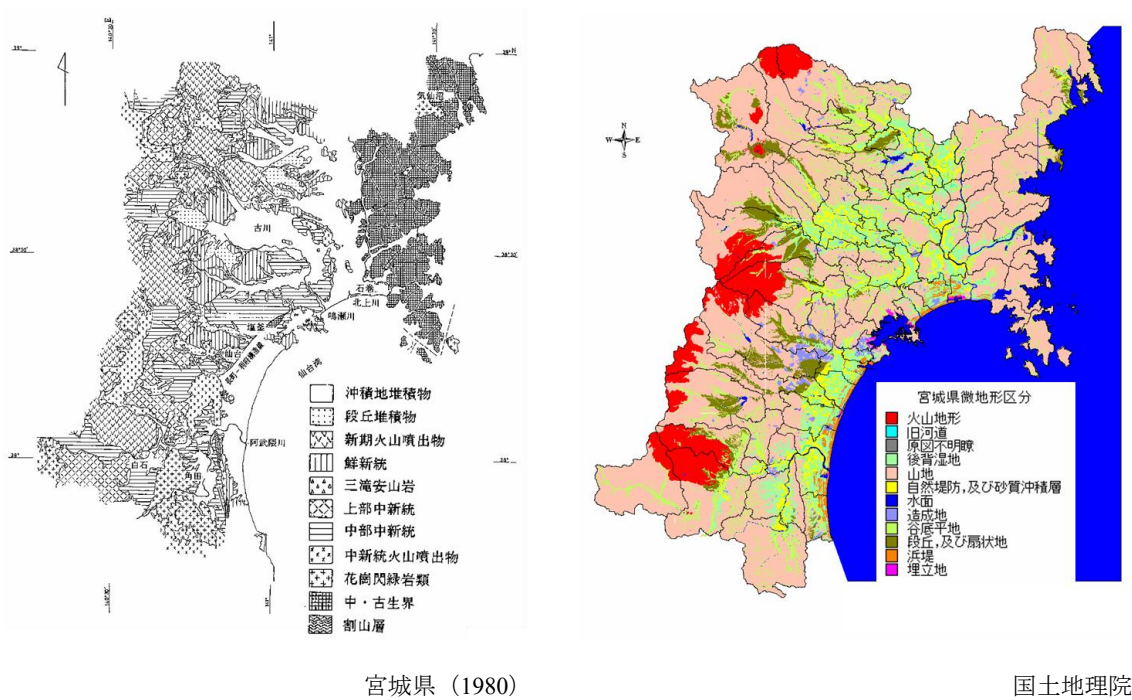 気仙沼
古川
石巻
北上川
鳴瀬川
塩釜
仙台
仙台湾
阿武隈川
白石
角田
沖積地堆積物
段丘堆積物
新期火山噴出物
鮮新統
三滝安山岩
上部中新統
中部中新統
中新統火山噴出物
花崗閃緑岩類
中・古生界
割山層
宮城県（1980）
N
W E
S
宮城県微地形区分
火山地形
旧河道
原図不明瞭
後背湿地
山地
自然堤防,及び砂質沖積層
水面
造成地
谷底平地
段丘,及び扇状地
浜堤
埋立地
国土地理院